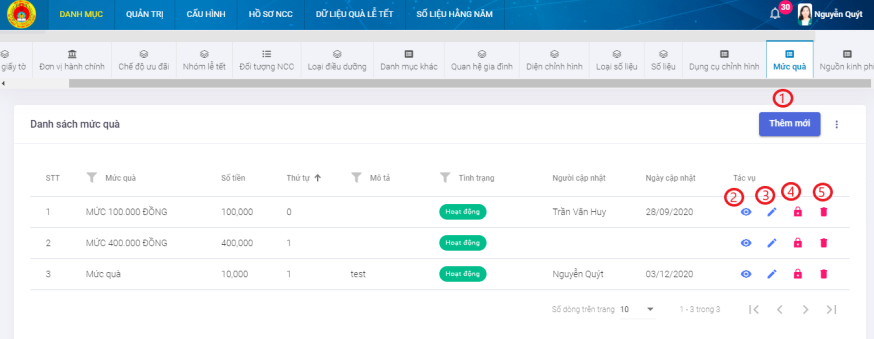 DANH MỤC QUẢN TRỊ CẤU HÌNH HỒ SƠ NCC DỮ LIỆU QUÀ LỄ TẾT SỐ LIỆU HẰNG NĂM 30 Nguyễn Quýt
giấy tờ Đơn vị hành chính Chế độ ưu đãi Nhóm lễ tết Đối tượng NCC Loại điều dưỡng Danh mục khác Quan hệ gia đình Diện chỉnh hình Loại số liệu Số liệu Dụng cụ chỉnh hình Mức quà Nguồn kinh ph
1
Danh sách mức quà Thêm mới
STT Mức quà Số tiền Thứ tự Mô tả Tình trạng Người cập nhật Ngày cập nhật Tác vụ
2 3 4 5
1 MỨC 100.000 ĐỒNG 100,000 0 Hoạt động Trần Văn Huy 28/09/2020
2 MỨC 400.000 ĐỒNG 400,000 1 Hoạt động
3 Mức quà 10,000 1 test Hoạt động Nguyễn Quýt 03/12/2020
Số dòng trên trang 10 1 - 3 trong 3